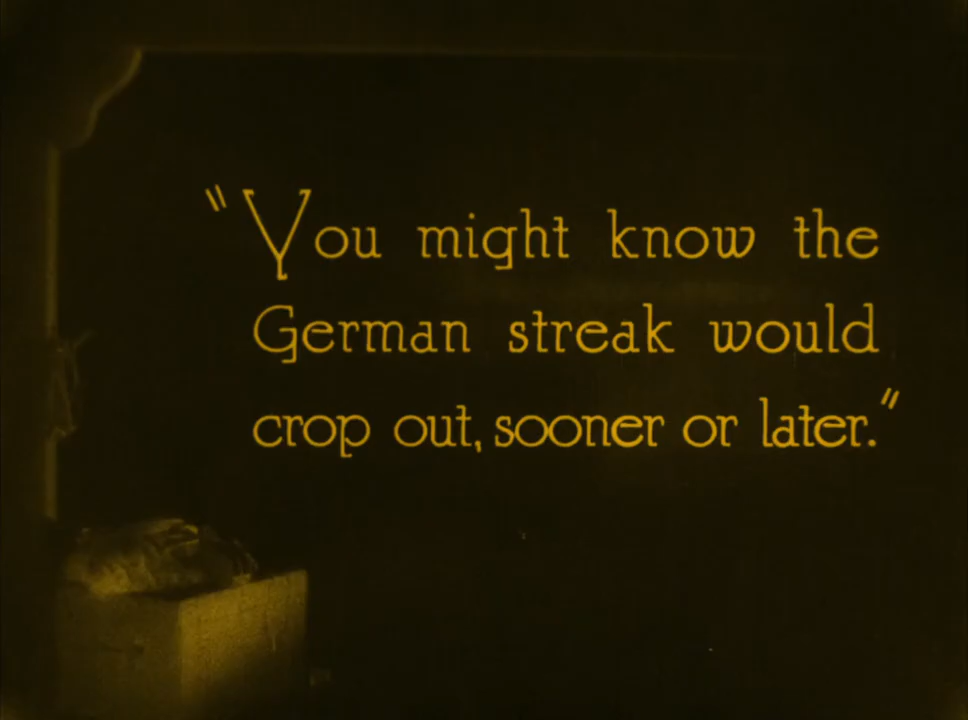 "You might know the
German streak would
crop out, sooner or later."